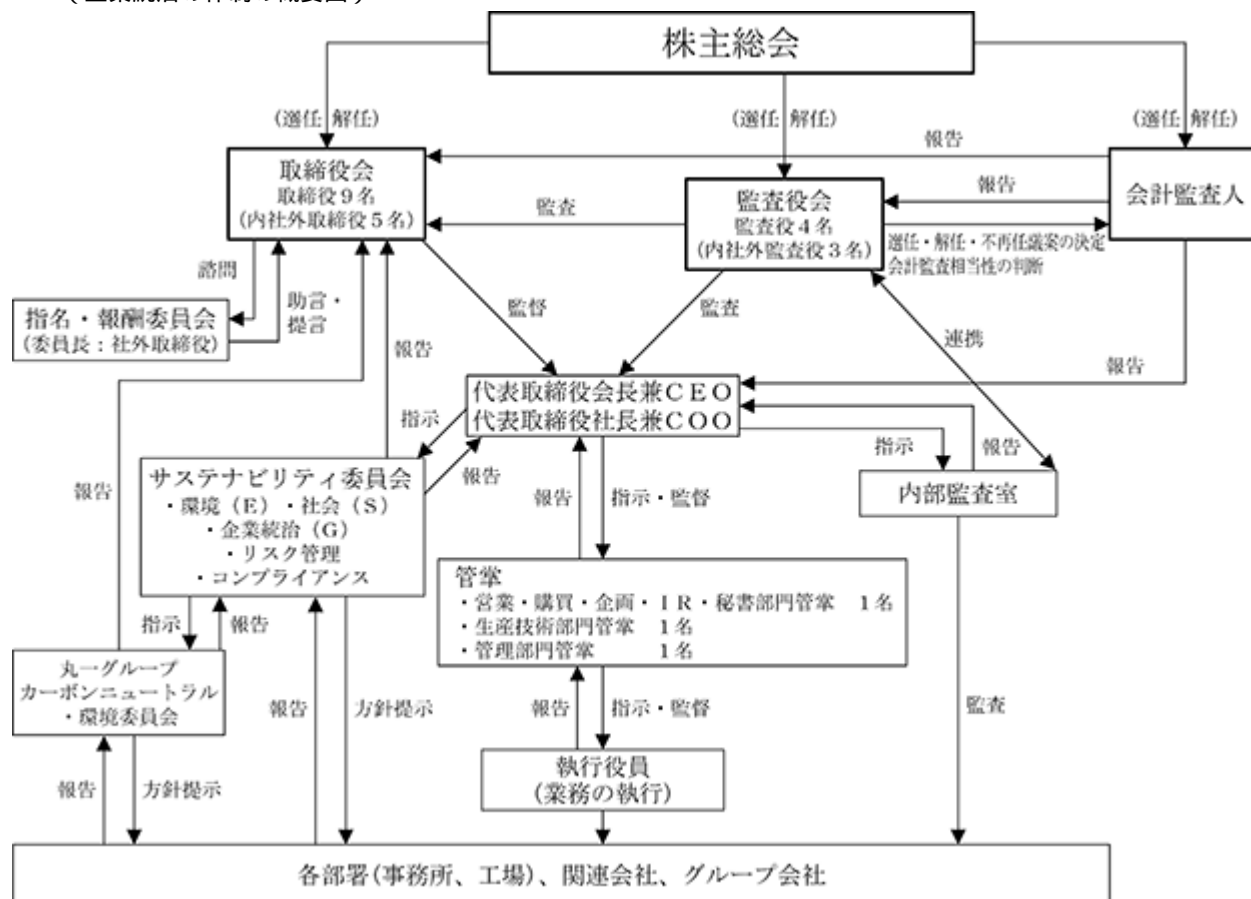 (企業統治の体制の概要図)
株主総会
(選任 解任)
(選任 解任)
(選任 解任)
報告
取締役会
取締役9名
(内社外取締役5名)
監査
監査役会
監査役4名
(内社外監査役3名)
報告
会計監査人
選任・解任・不再任議案の決定
会計監査相当性の判断
諮問
助言・
提言
指名・報酬委員会
(委員長:社外取締役)
報告
監督
監査
連携
報告
代表取締役会長兼CEO
代表取締役社長兼COO
指示
報告
指示
報告
サステナビリティ委員会
・環境(E)・社会(S)
・企業統治(G)
・リスク管理
・コンプライアンス
報告
報告
指示・監督
内部監査室
管掌
・営業・購買・企画・IR・秘書部門管掌 1名
・生産技術部門管掌 1名
・管理部門管掌 1名
指示
報告
丸一グループ
カーボンニュートラル
・環境委員会
報告
方針提示
報告
指示・監督
監査
執行役員
(業務の執行)
報告
方針提示
各部署(事務所、工場)、関連会社、グループ会社